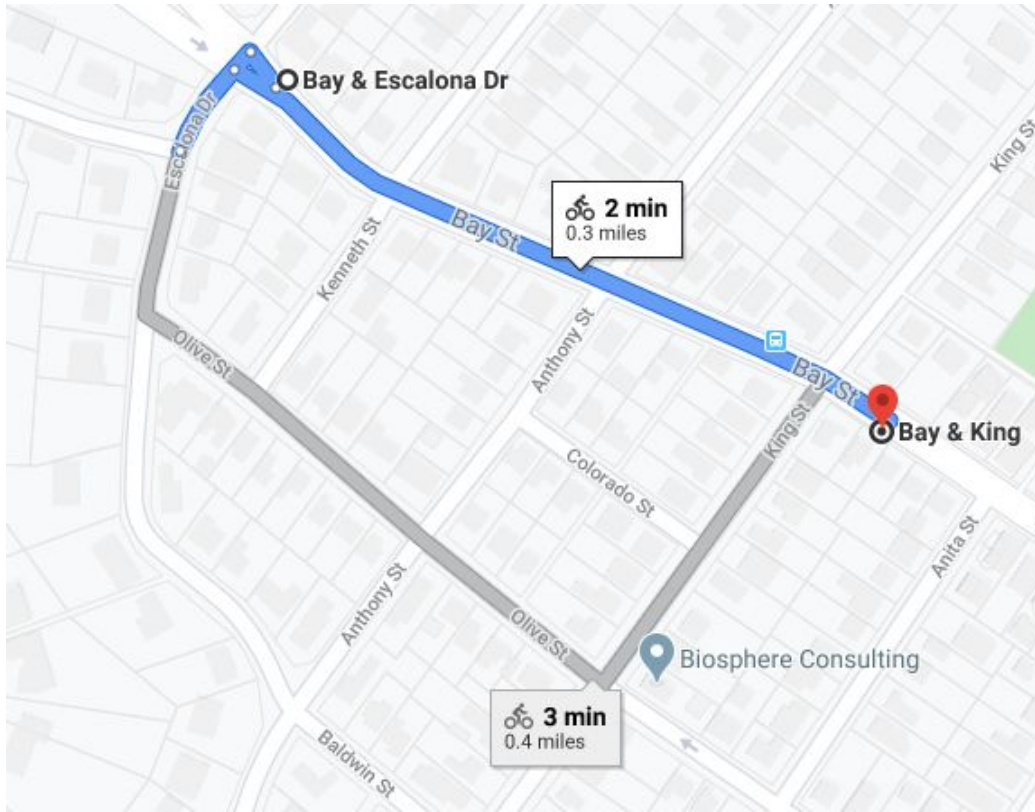 Bay & Escalona Dr
Escalona Dr
King St
2 min
0.3 miles
Bay St
Kenneth St
Olive St
Anthony St
Bay St
Bay & King
King St
Colorado St
Anita St
Anthony St
Olive St
Biosphere Consulting
3 min
0.4 miles
Baldwin St